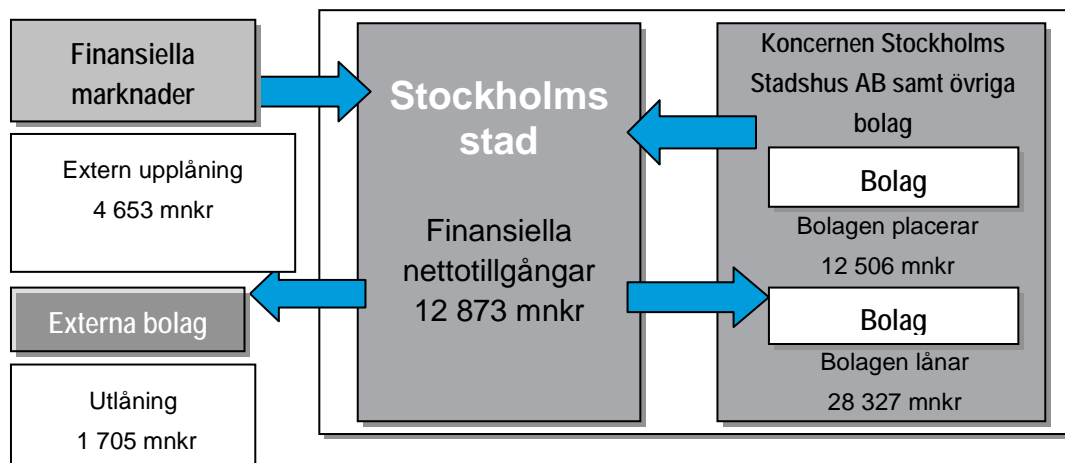 Finansiella
marknader
Extern upplåning
4 653 mnkr
Externa bolag
Utlåning
1 705 mnkr
Stockholms
stad
Finansiella
nettotillgångar
12 873 mnkr
Koncernen Stockholms
Stadshus AB samt övriga
bolag
Bolag
Bolagen placerar
12 506 mnkr
Bolag
Bolagen lånar
28 327 mnkr